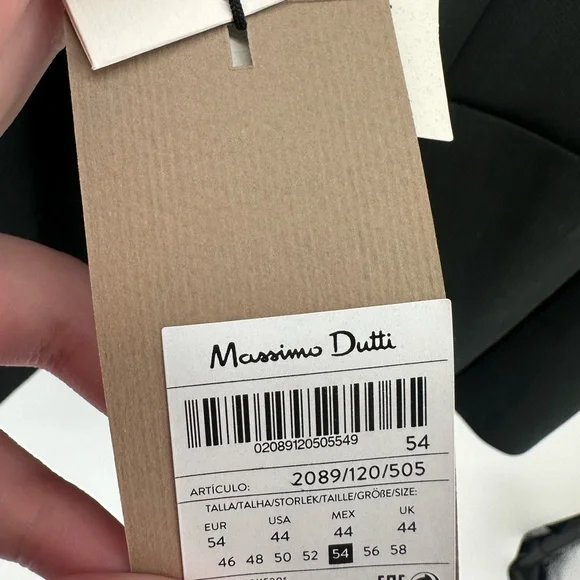 Massimo Dutti
02089120505549 54
ARTÍCULO: 2089/120/505
TALLA/TALHA/STORLEK/TAILLE/GRÖßE/SIZE:
EUR USA MEX UK
54 44 44 44
46 48 50 52 54 56 58